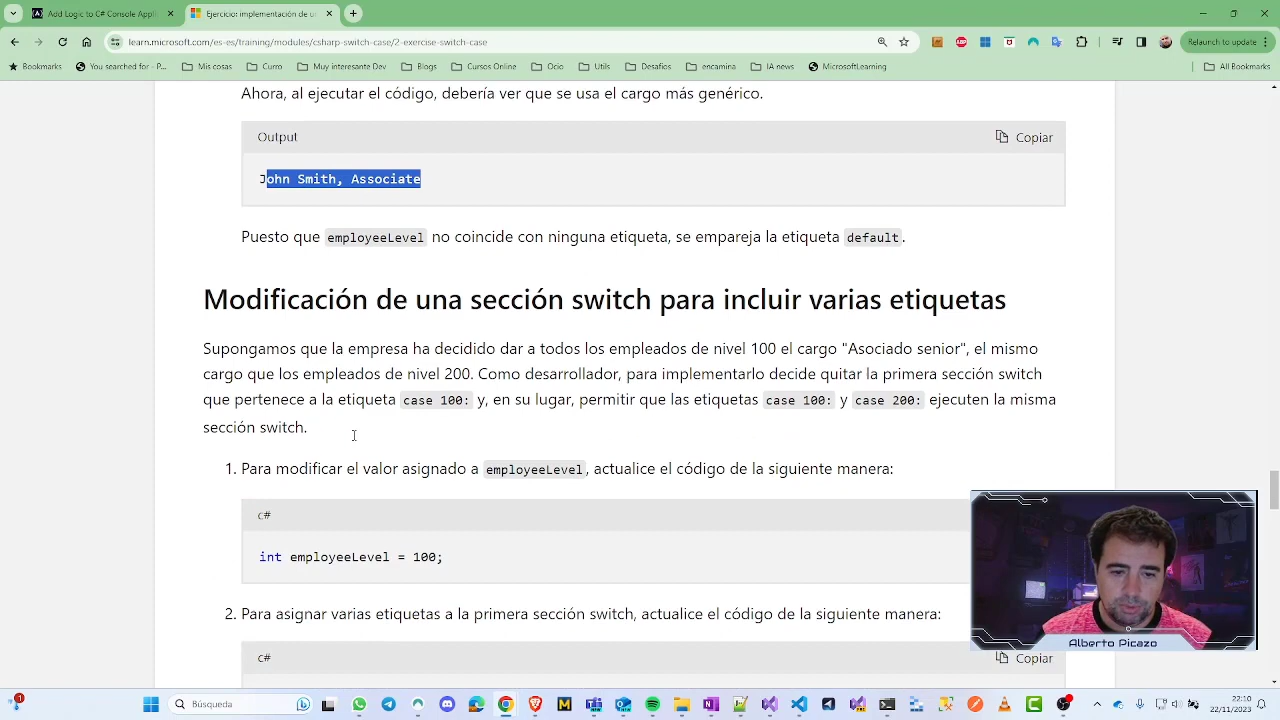 Add Logic to C# Console Appli
Ejercicio: implementación de u
learn.microsoft.com/es-es/training/modules/csharp-switch-case/2-exercise-switch-case
Relaunch to update
Bookmarks
You searched for - P...
Mis cosas
Curro
Muy interesante Dev
Blogs
Cursos Online
Ocio
Utils
Desafios
encamina
IA news
MicrosoftLearning
All Bookmarks
Ahora, al ejecutar el código, debería ver que se usa el cargo más genérico.
Output
Copiar
John Smith, Associate
Puesto que employeeLevel no coincide con ninguna etiqueta, se empareja la etiqueta default.
Modificación de una sección switch para incluir varias etiquetas
Supongamos que la empresa ha decidido dar a todos los empleados de nivel 100 el cargo "Asociado senior", el mismo
cargo que los empleados de nivel 200. Como desarrollador, para implementarlo decide quitar la primera sección switch
que pertenece a la etiqueta case 100: y, en su lugar, permitir que las etiquetas case 100: y case 200: ejecuten la misma
sección switch.
1. Para modificar el valor asignado a employeeLevel, actualice el código de la siguiente manera:
c#
int employeeLevel = 100;
2. Para asignar varias etiquetas a la primera sección switch, actualice el código de la siguiente manera:
c#
Copiar
Alberto Picazo
1
Búsqueda
22:10
22/11/2023